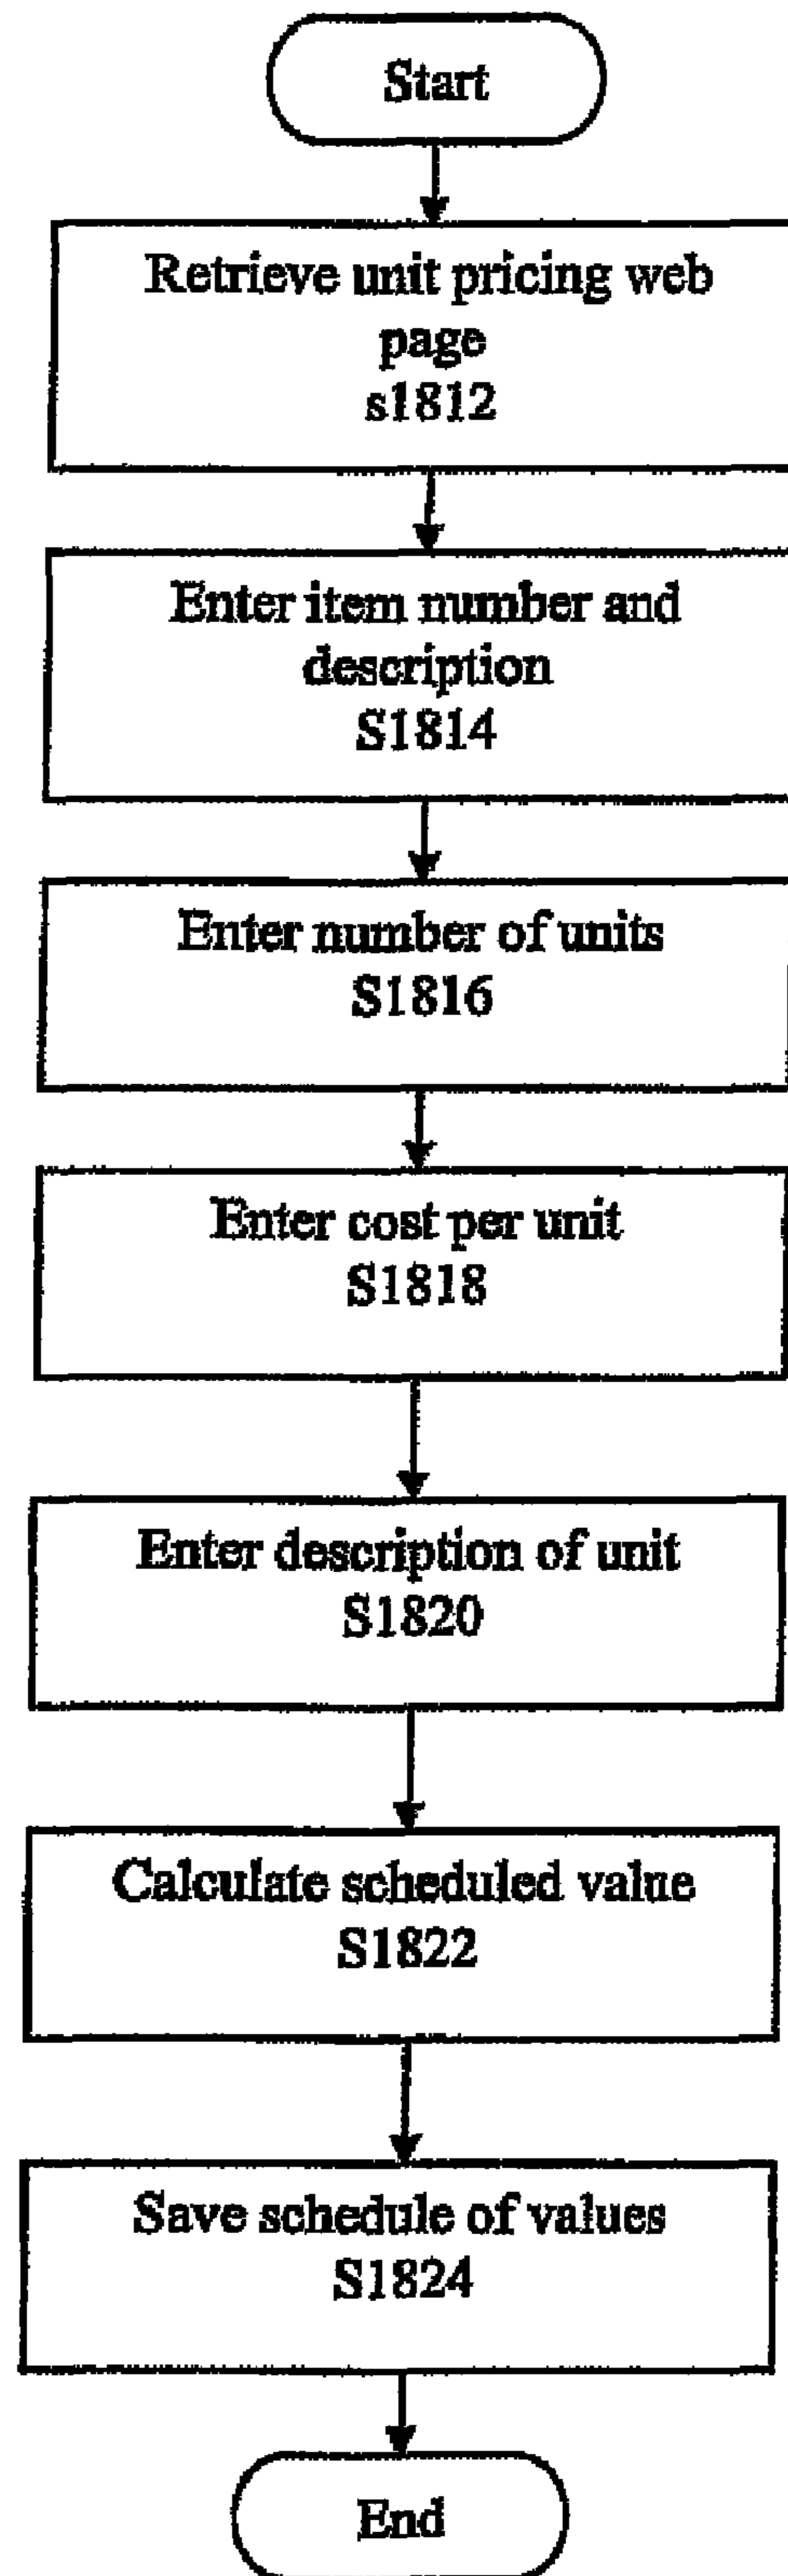 Start
Retrieve unit pricing web
page
s1812
Enter item number and
description
S1814
Enter number of units
S1816
Enter cost per unit
S1818
Enter description of unit
S1820
Calculate scheduled value
S1822
Save schedule of values
S1824
End